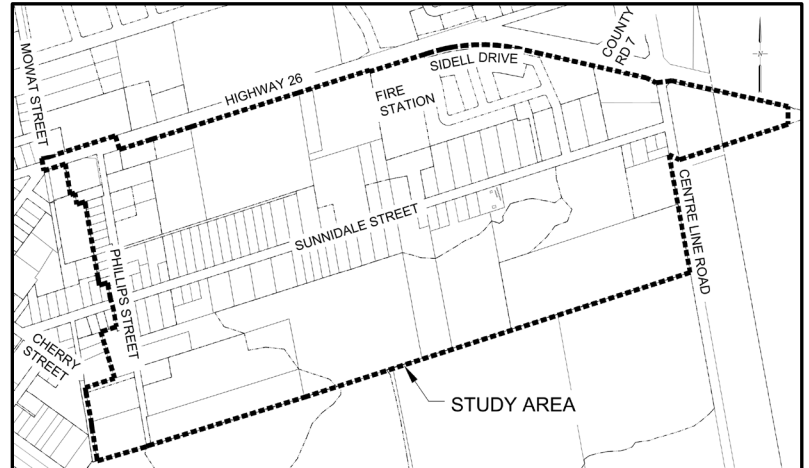 MOWAT STREET
HIGHWAY 26
SIDELL DRIVE
COUNTY
RD 7
FIRE
STATION
N
SUNNIDALE STREET
CENTRE LINE ROAD
PHILLIPS STREET
CHERRY
STREET
STUDY AREA